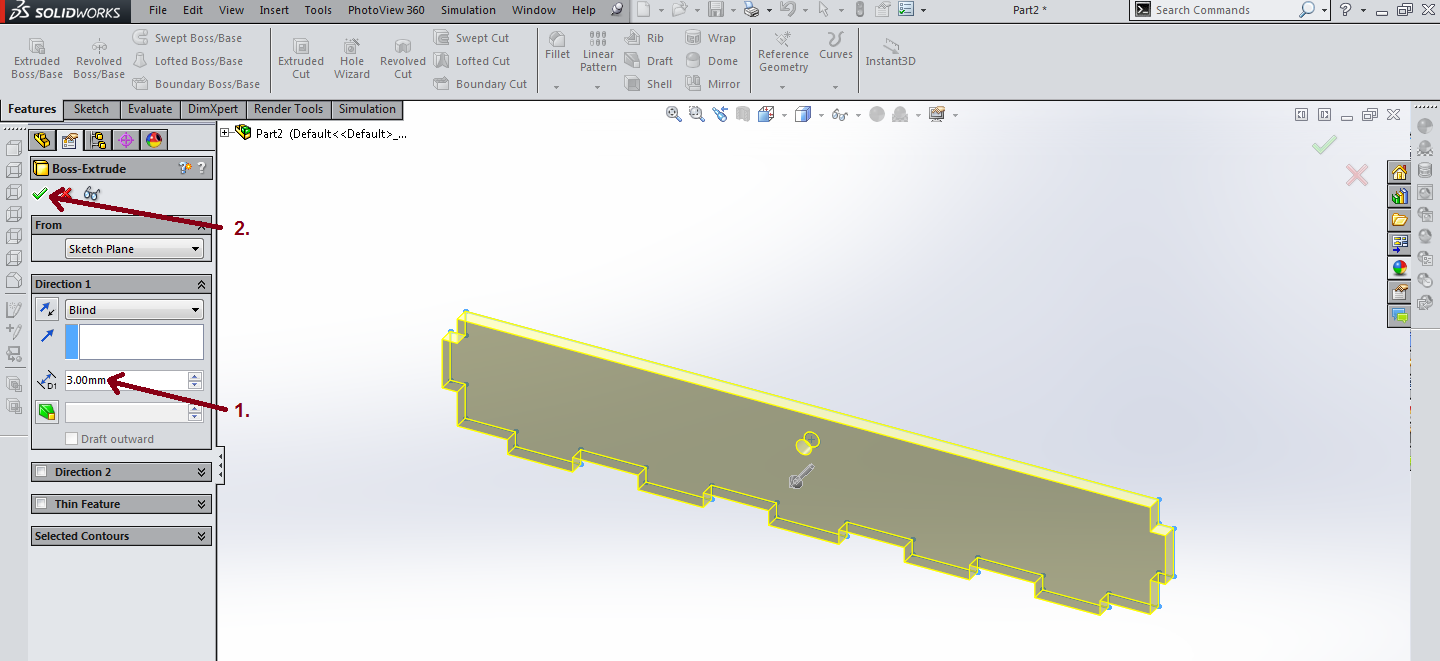 SOLIDWORKS File Edit View Insert Tools PhotoView 360 Simulation Window Help Part2 * Search Commands ?
Extruded Boss/Base
Revolved Boss/Base
Swept Boss/Base
Lofted Boss/Base
Boundary Boss/Base
Extruded Cut
Hole Wizard
Revolved Cut
Swept Cut
Lofted Cut
Boundary Cut
Fillet
Linear Pattern
Rib
Draft
Shell
Wrap
Dome
Mirror
Reference Geometry
Curves
Instant3D
Features Sketch Evaluate DimXpert Render Tools Simulation
Part2 (Default<<Default>_...
Boss-Extrude ?
2.
From
Sketch Plane
Direction 1
Blind
D1 3.00mm
1.
Draft outward
Direction 2
Thin Feature
Selected Contours